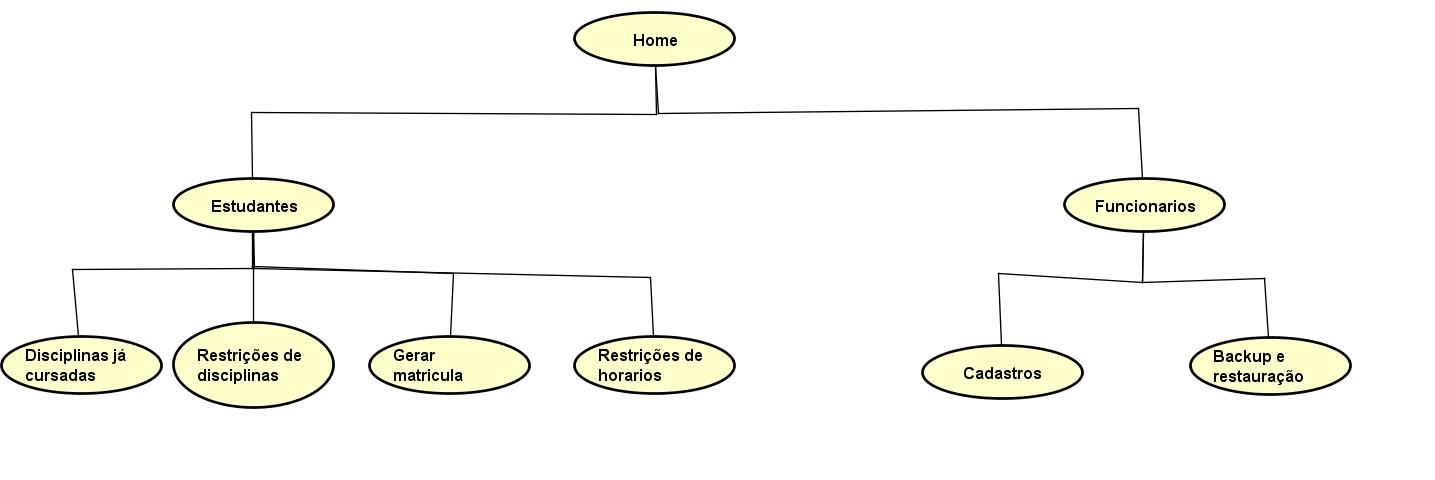 Home
Estudantes
Funcionarios
Disciplinas já
cursadas
Restrições de
disciplinas
Gerar
matricula
Restrições de
horarios
Cadastros
Backup e
restauração